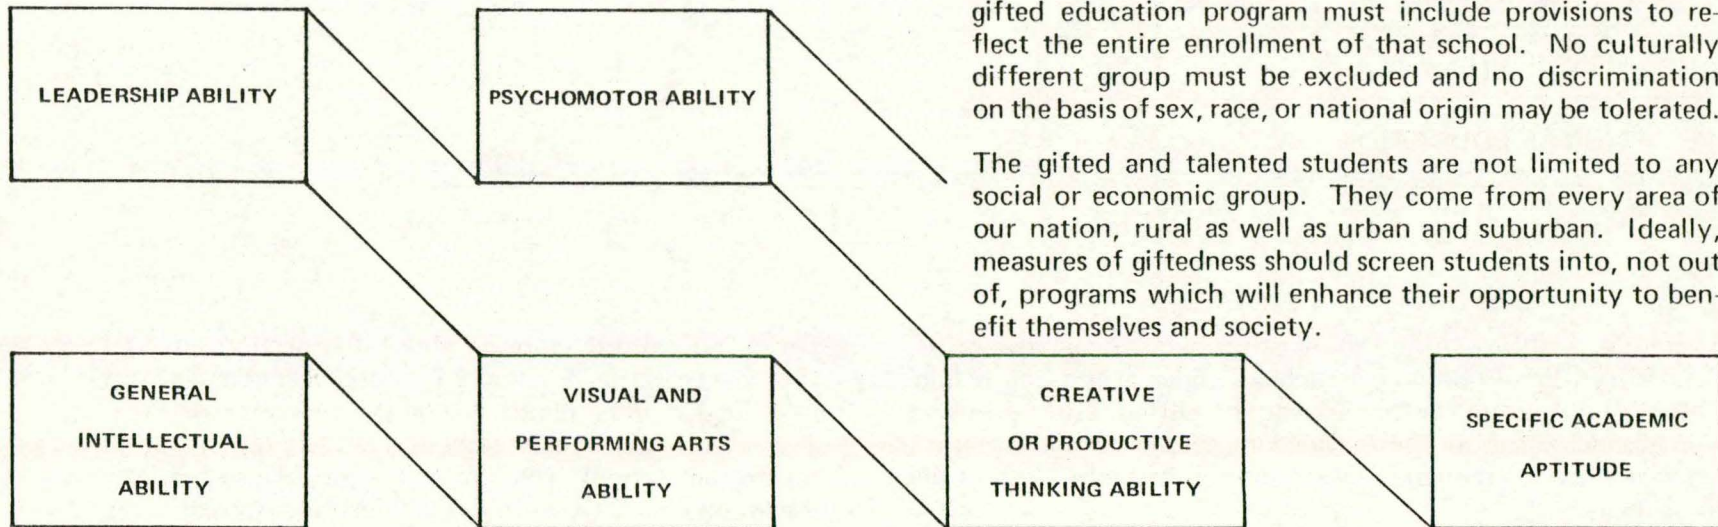 gifted education program must include provisions to re-
flect the entire enrollment of that school. No culturally
different group must be excluded and no discrimination
on the basis of sex, race, or national origin may be tolerated.
The gifted and talented students are not limited to any
social or economic group. They come from every area of
our nation, rural as well as urban and suburban. Ideally,
measures of giftedness should screen students into, not out
of, programs which will enhance their opportunity to ben-
efit themselves and society.
LEADERSHIP ABILITY
PSYCHOMOTOR ABILITY
GENERAL
INTELLECTUAL
ABILITY
VISUAL AND
PERFORMING ARTS
ABILITY
CREATIVE
OR PRODUCTIVE
THINKING ABILITY
SPECIFIC ACADEMIC
APTITUDE